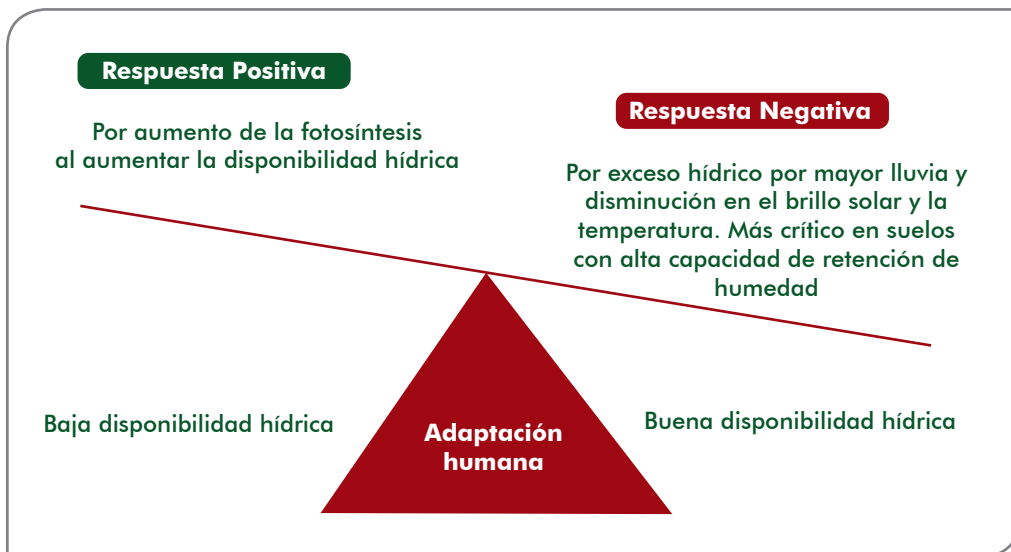 Respuesta Positiva
Por aumento de la fotosíntesis
al aumentar la disponibilidad hídrica
Respuesta Negativa
Por exceso hídrico por mayor lluvia y
disminución en el brillo solar y la
temperatura. Más crítico en suelos
con alta capacidad de retención de
humedad
Baja disponibilidad hídrica
Adaptación
humana
Buena disponibilidad hídrica